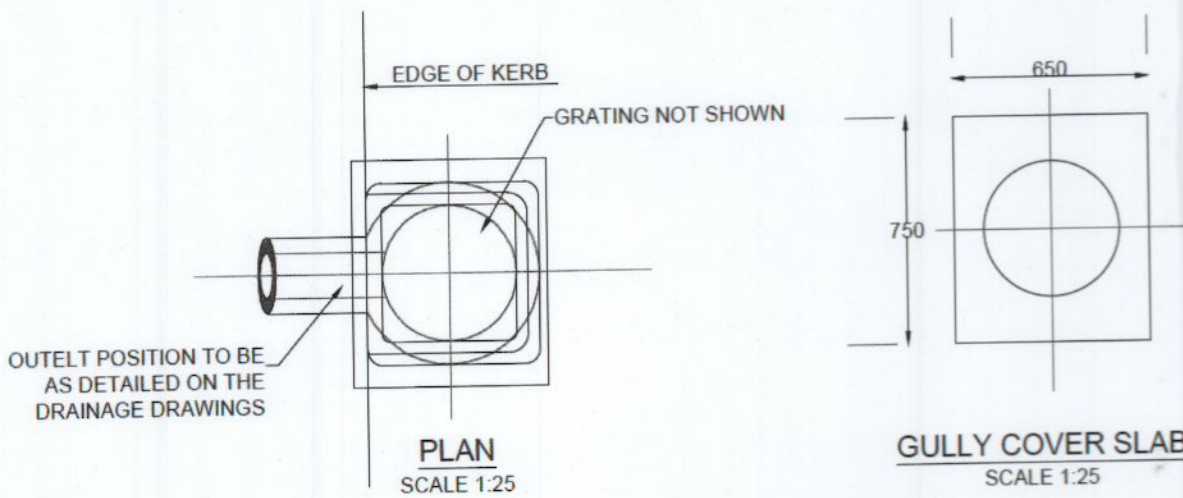 EDGE OF KERB
GRATING NOT SHOWN
OUTELT POSITION TO BE
AS DETAILED ON THE
DRAINAGE DRAWINGS
PLAN
SCALE 1:25
650
750
GULLY COVER SLAB
SCALE 1:25